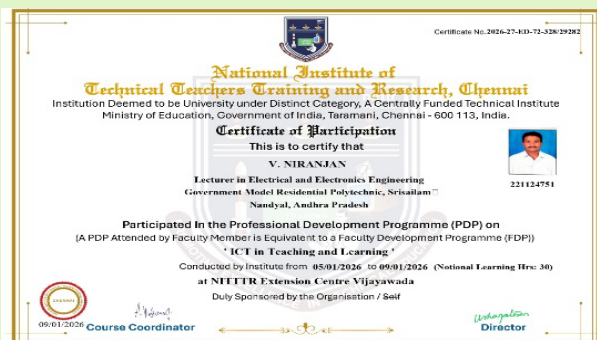 Certificate No.2026-27-ED-72-328/29282
National Institute of
Technical Teachers Training and Research, Chennai
Institution Deemed to be University under Distinct Category, A Centrally Funded Technical Institute
Ministry of Education, Government of India, Taramani, Chennai - 600 113, India.
Certificate of Participation
This is to certify that
V. NIRANJAN
Lecturer in Electrical and Electronics Engineering
Government Model Residential Polytechnic, Srisailam
Nandyal, Andhra Pradesh
221124751
Participated In the Professional Development Programme (PDP) on
(A PDP Attended by Faculty Member is Equivalent to a Faculty Development Programme (FDP))
' ICT in Teaching and Learning '
Conducted by Institute from 05/01/2026 to 09/01/2026 (Notional Learning Hrs: 30)
at NITTTR Extension Centre Vijayawada
Duly Sponsored by the Organisation / Self
CHENNAI
09/01/2026 Course Coordinator
Director